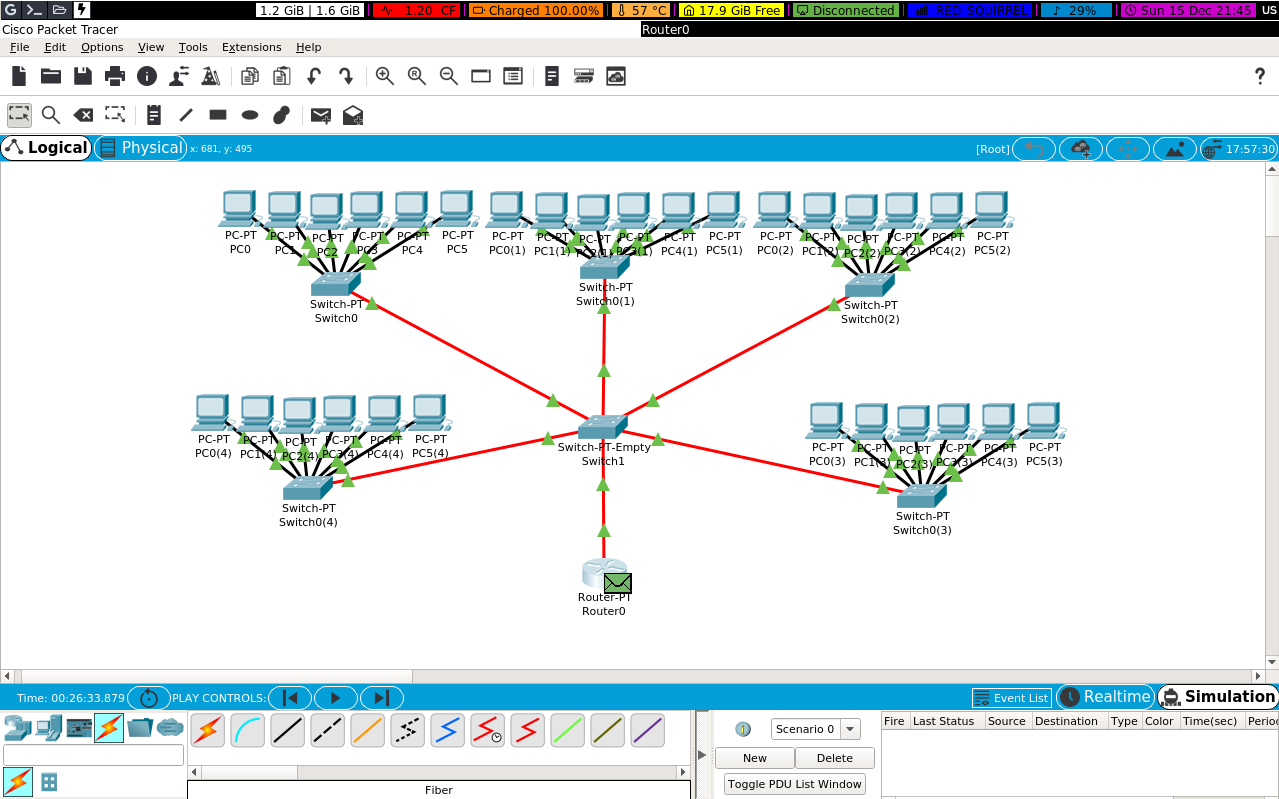 1.2 GiB | 1.6 GiB 1.20 CF Charged 100.00% 57 °C 17.9 GiB Free Disconnected RED_SQUIRREL 29% Sun 15 Dec 21:45 US
Cisco Packet Tracer Router0
File Edit Options View Tools Extensions Help
Logical Physical x: 681, y: 495 [Root] 17:57:30
PC-PT PC-PT PC-PT PC-PT PC-PT PC-PT PC-PT PC-PT PC-PT PC-PT PC-PT PC-PT PC-PT PC-PT PC-PT PC-PT PC-PT PC-PT
PC0 PC1 PC2 PC3 PC4 PC5 PC0(1) PC1(1) PC2(1) PC3(1) PC4(1) PC5(1) PC0(2) PC1(2) PC2(2) PC3(2) PC4(2) PC5(2)
Switch-PT Switch-PT Switch-PT
Switch0 Switch0(1) Switch0(2)
PC-PT PC-PT PC-PT PC-PT PC-PT PC-PT Switch-PT-Empty PC-PT PC-PT PC-PT PC-PT PC-PT PC-PT
PC0(4) PC1(4) PC2(4) PC3(4) PC4(4) PC5(4) Switch1 PC0(3) PC1(3) PC2(3) PC3(3) PC4(3) PC5(3)
Switch-PT Switch-PT
Switch0(4) Switch0(3)
Router-PT
Router0
Time: 00:26:33.879 PLAY CONTROLS: Event List Realtime Simulation
Fire Last Status Source Destination Type Color Time(sec)
Scenario 0
New Delete
Toggle PDU List Window
Fiber